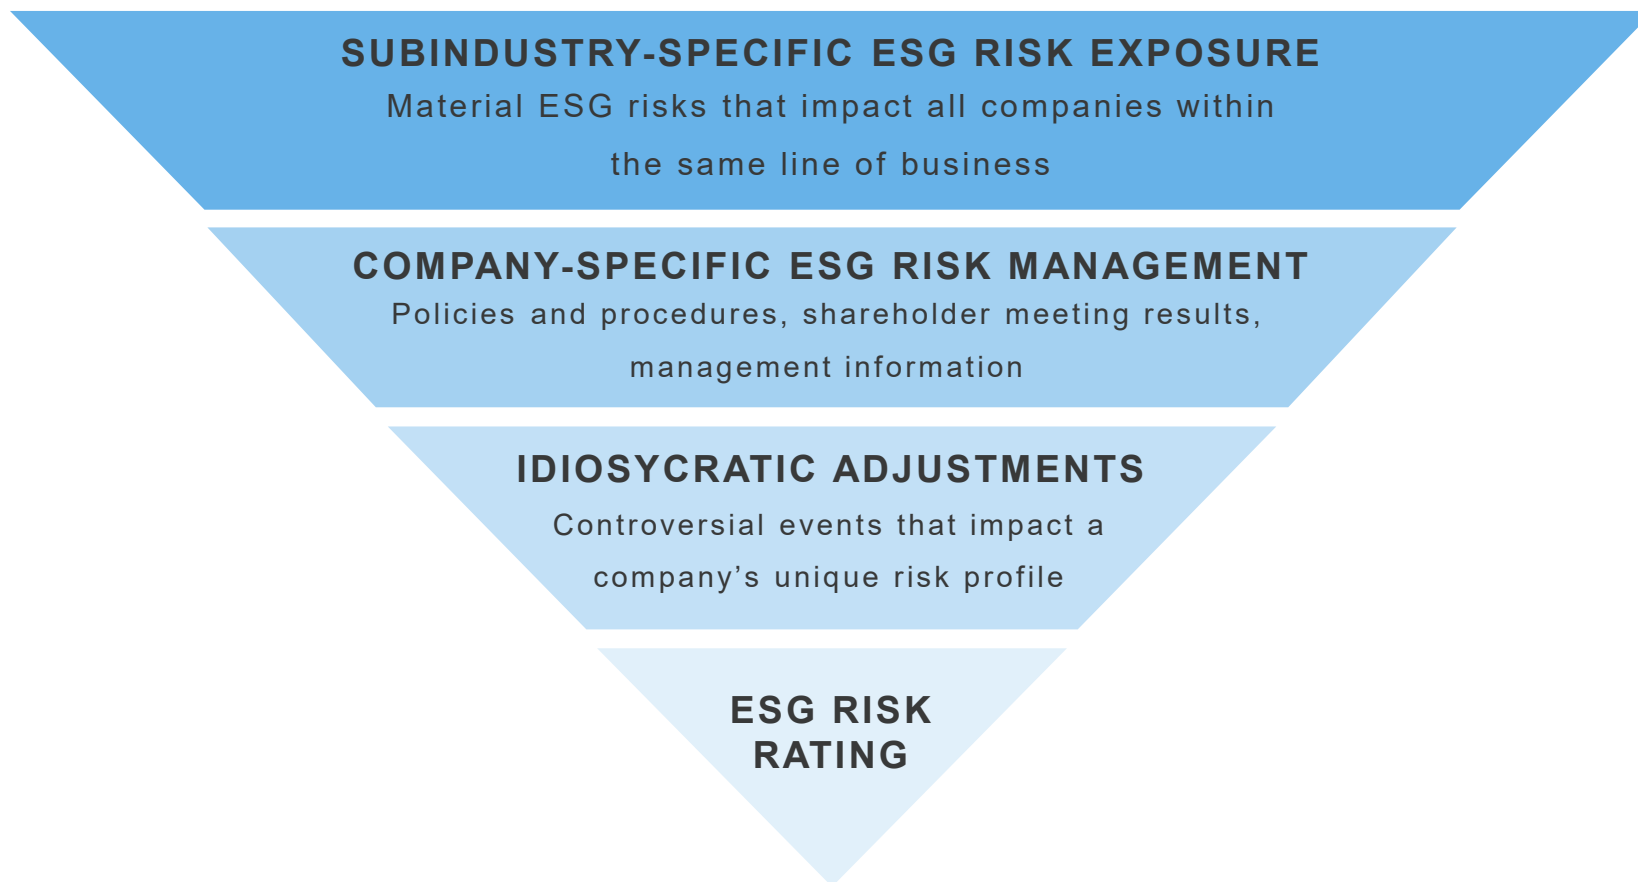 SUBINDUSTRY-SPECIFIC ESG RISK EXPOSURE
Material ESG risks that impact all companies within
the same line of business
COMPANY-SPECIFIC ESG RISK MANAGEMENT
Policies and procedures, shareholder meeting results,
management information
IDIOSYCRATIC ADJUSTMENTS
Controversial events that impact a
company’s unique risk profile
ESG RISK
RATING